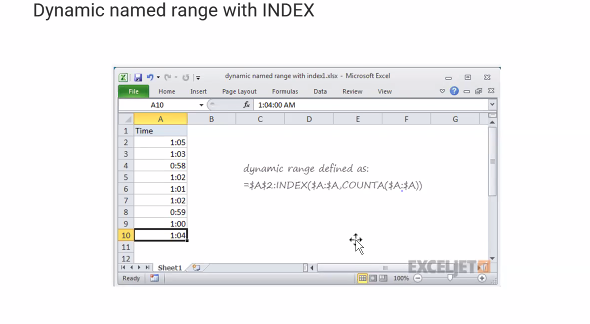 Dynamic named range with INDEX
dynamic named range with index1.xlsx - Microsoft Excel
File Home Insert Page Layout Formulas Data Review View
A10 fx 1:04:00 AM
A B C D E F G
1 Time
2 1:05
3 1:03
4 0:58
5 1:02
6 1:01
7 1:02
8 0:59
9 1:00
10 1:04
11
12
dynamic range defined as:
=$A$2:INDEX($A:$A,COUNTA($A:$A))
EXCELJET
Sheet1
Ready 100%